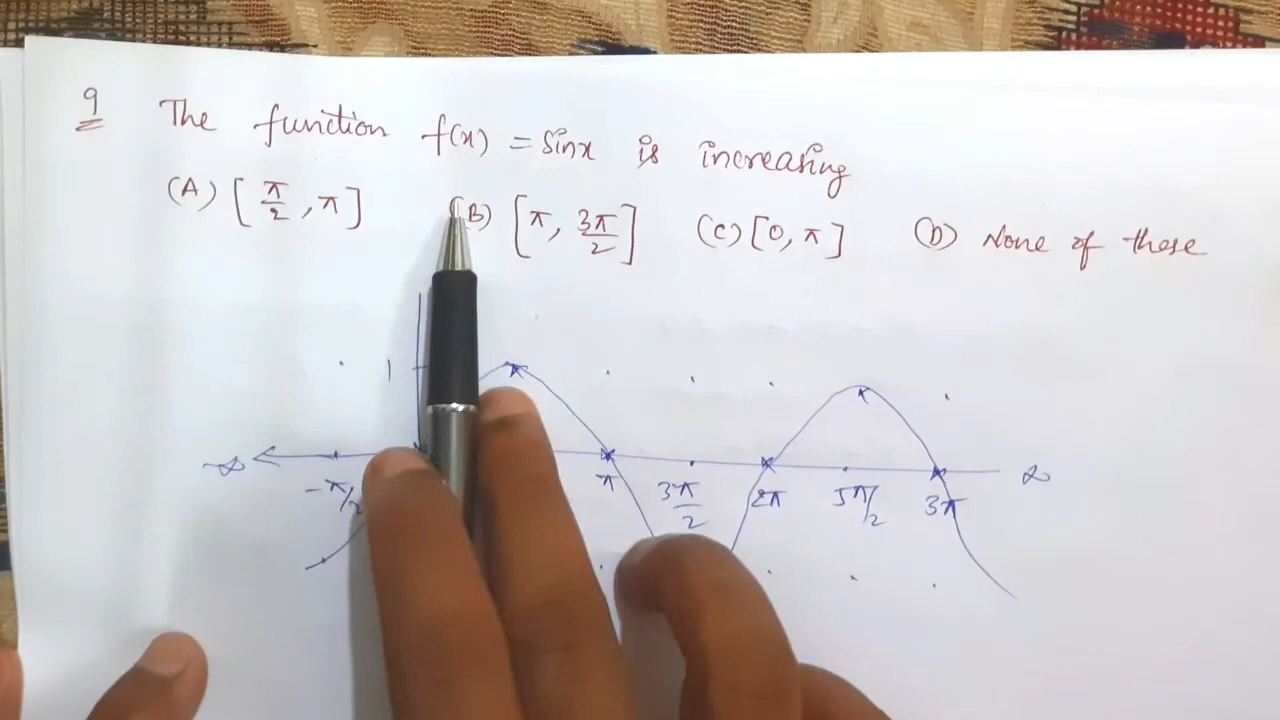 9 The function f(x) = sinx is increasing
(A) [π/2, π] (B) [π, 3π/2] (C) [0, π] (D) None of these
1
-∞ ∞
-π/2 π 3π/2 2π 5π/2 3π